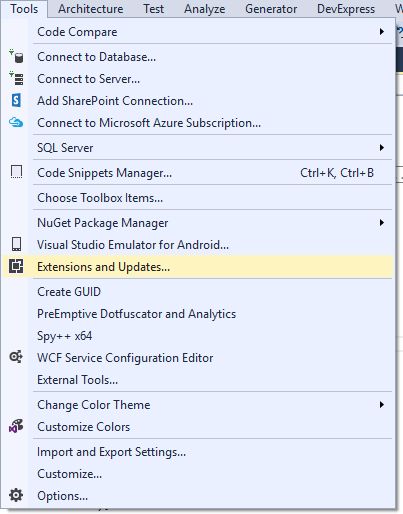 Tools Architecture Test Analyze Generator DevExpress
Code Compare
Connect to Database...
Connect to Server...
Add SharePoint Connection...
Connect to Microsoft Azure Subscription...
SQL Server
Code Snippets Manager... Ctrl+K, Ctrl+B
Choose Toolbox Items...
NuGet Package Manager
Visual Studio Emulator for Android...
Extensions and Updates...
Create GUID
PreEmptive Dotfuscator and Analytics
Spy++ x64
WCF Service Configuration Editor
External Tools...
Change Color Theme
Customize Colors
Import and Export Settings...
Customize...
Options...